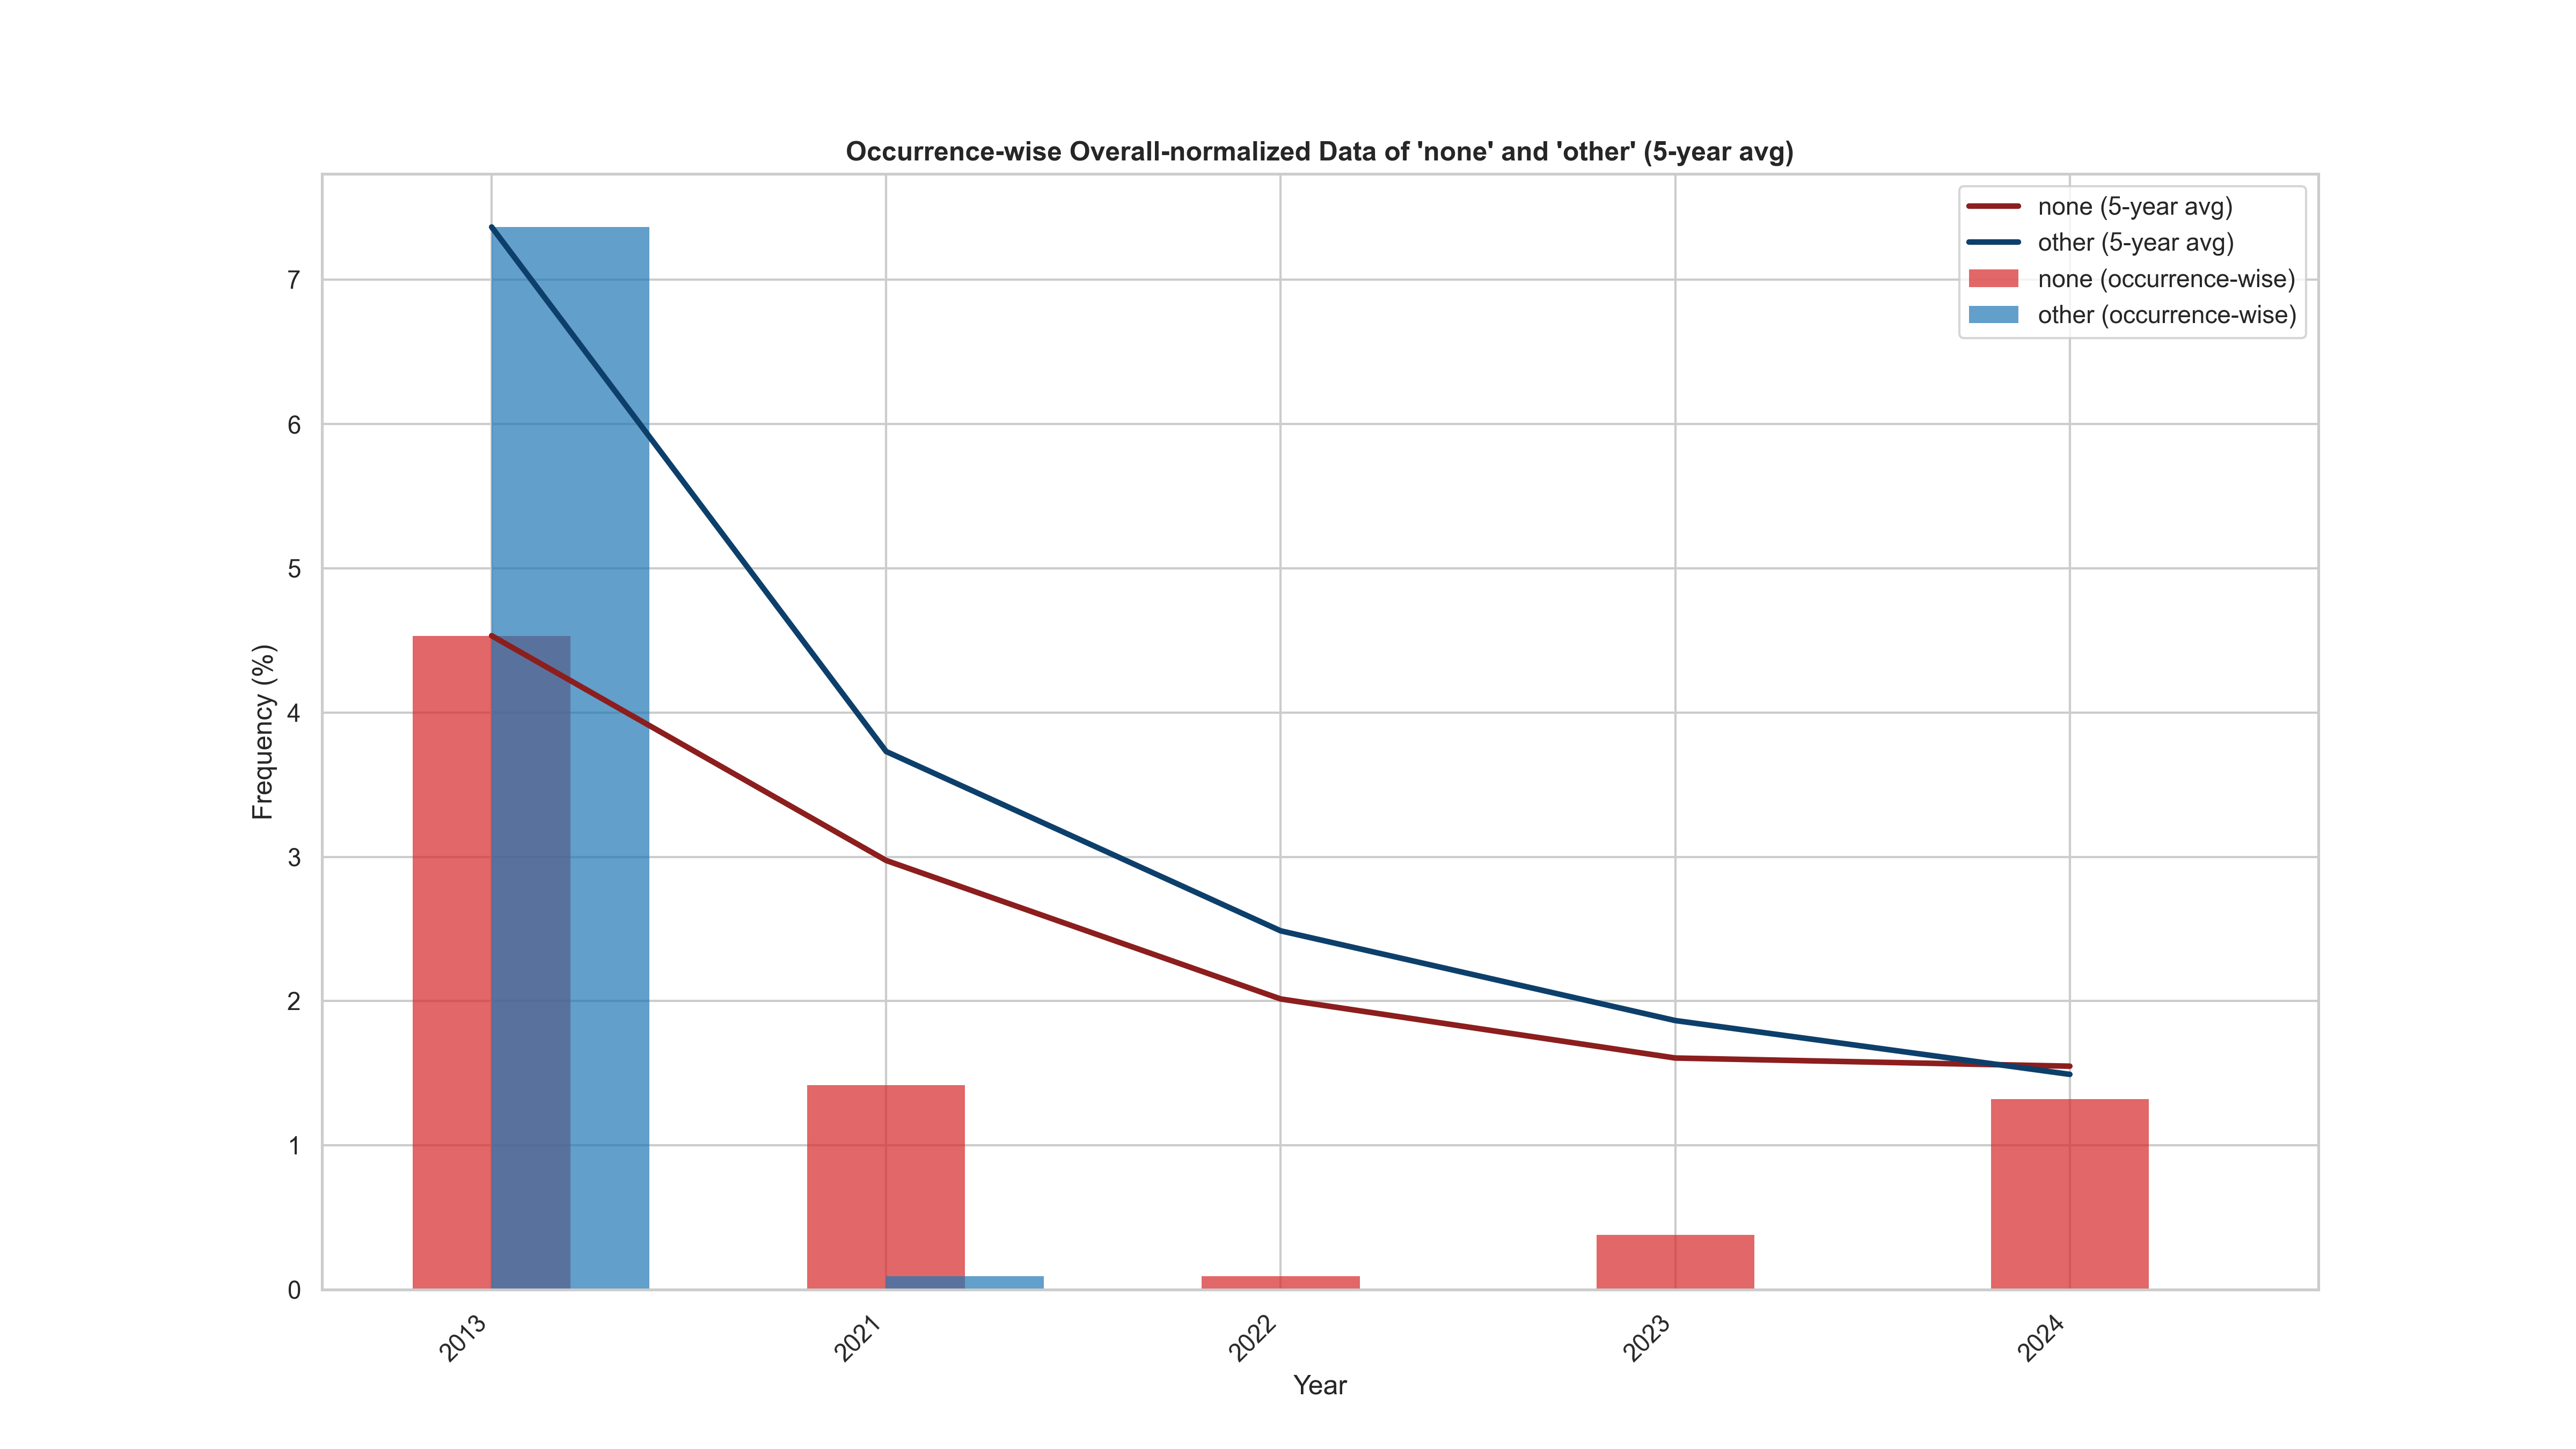 Occurrence-wise Overall-normalized Data of 'none' and 'other' (5-year avg)
none (5-year avg)
other (5-year avg)
none (occurrence-wise)
other (occurrence-wise)
Frequency (%)
7
6
5
4
3
2
1
0
2013
2021
2022
2023
2024
Year